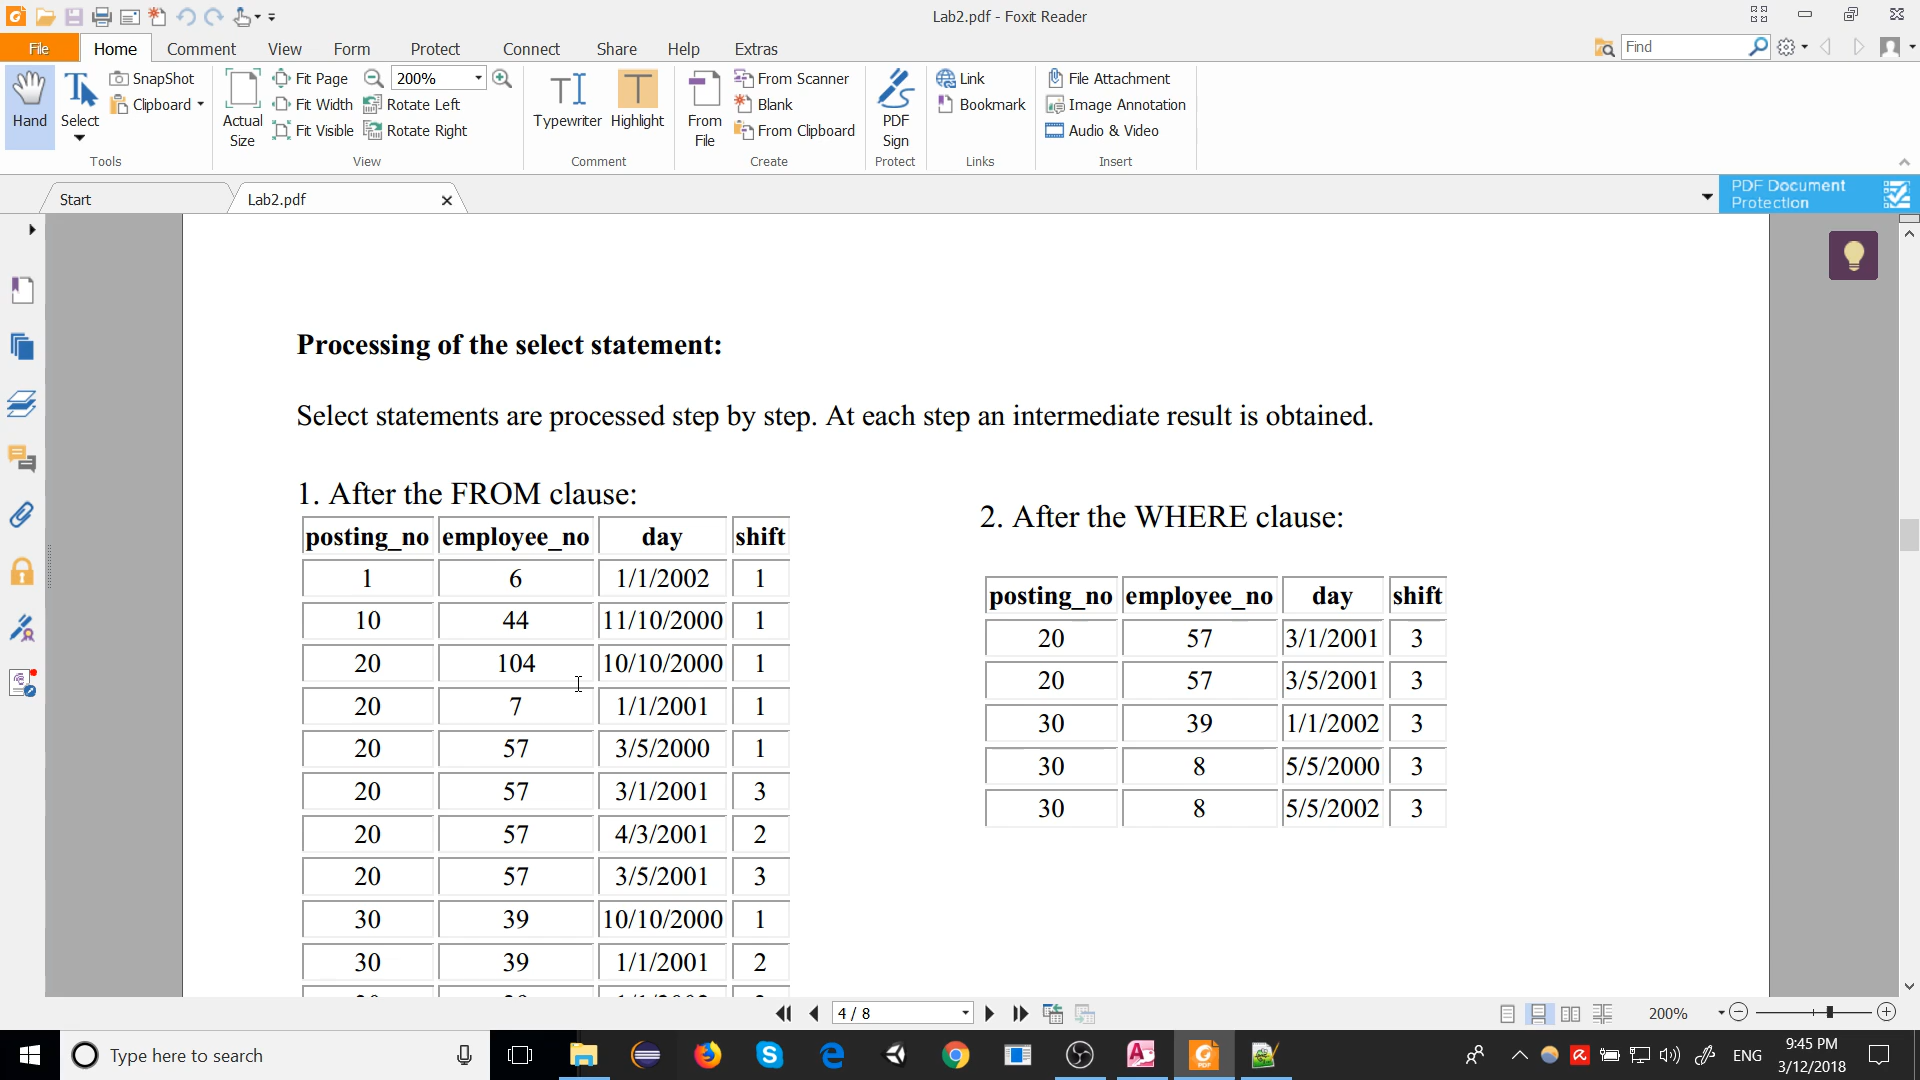 Lab2.pdf - Foxit Reader
File Home Comment View Form Protect Connect Share Help Extras Find
Hand
Select
SnapShot
Clipboard
Tools
Actual Size
Fit Page
Fit Width
Fit Visible
200%
Rotate Left
Rotate Right
View
Typewriter
Highlight
Comment
From File
From Scanner
Blank
From Clipboard
Create
PDF Sign
Protect
Link
Bookmark
Links
File Attachment
Image Annotation
Audio & Video
Insert
Start
Lab2.pdf
PDF Document
Protection
Processing of the select statement:
Select statements are processed step by step. At each step an intermediate result is obtained.
1. After the FROM clause:
posting_no employee_no day shift
1 6 1/1/2002 1
10 44 11/10/2000 1
20 104 10/10/2000 1
20 7 1/1/2001 1
20 57 3/5/2000 1
20 57 3/1/2001 3
20 57 4/3/2001 2
20 57 3/5/2001 3
30 39 10/10/2000 1
30 39 1/1/2001 2
2. After the WHERE clause:
posting_no employee_no day shift
20 57 3/1/2001 3
20 57 3/5/2001 3
30 39 1/1/2002 3
30 8 5/5/2000 3
30 8 5/5/2002 3
4 / 8
200%
Type here to search
ENG
9:45 PM
3/12/2018